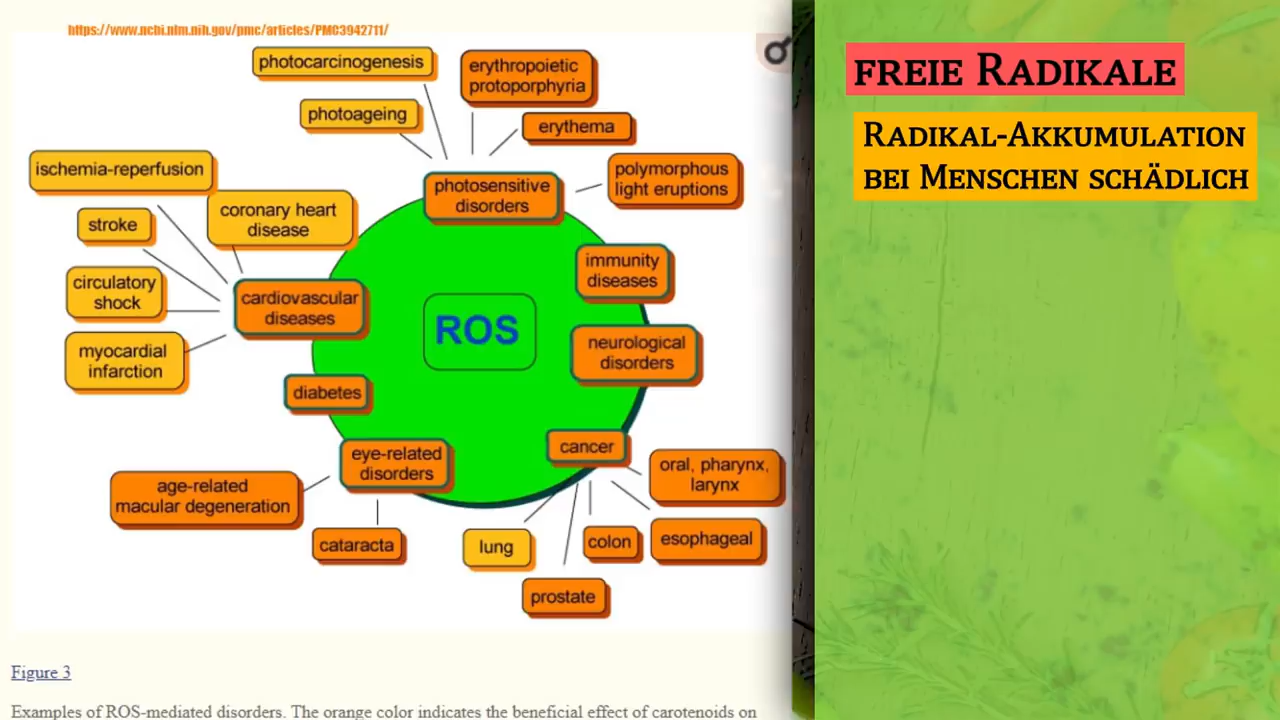 https://www.ncbi.nlm.nih.gov/pmc/articles/PMC3942711/
photocarcinogenesis
erythropoietic
protoporphyria
photoageing
erythema
ischemia-reperfusion
polymorphous
light eruptions
photosensitive
disorders
stroke
coronary heart
disease
immunity
diseases
circulatory
shock
cardiovascular
diseases
ROS
neurological
disorders
myocardial
infarction
diabetes
cancer
eye-related
disorders
oral, pharynx,
larynx
age-related
macular degeneration
cataracta
lung
colon
esophageal
prostate
Figure 3
Examples of ROS-mediated disorders. The orange color indicates the beneficial effect of carotenoids on
FREIE RADIKALE
RADIKAL-AKKUMULATION
BEI MENSCHEN SCHÄDLICH